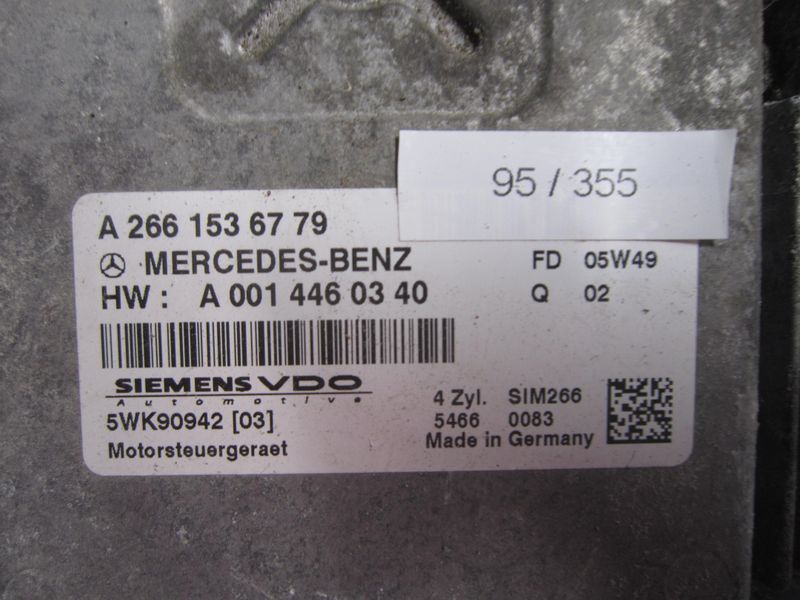 95 / 355
A 266 153 67 79
MERCEDES-BENZ FD 05W49
HW : A 001 446 03 40 Q 02
SIEMENS VDO
Automotive
4 Zyl. SIM266
5WK90942 [03] 5466 0083
Motorsteuergeraet Made in Germany